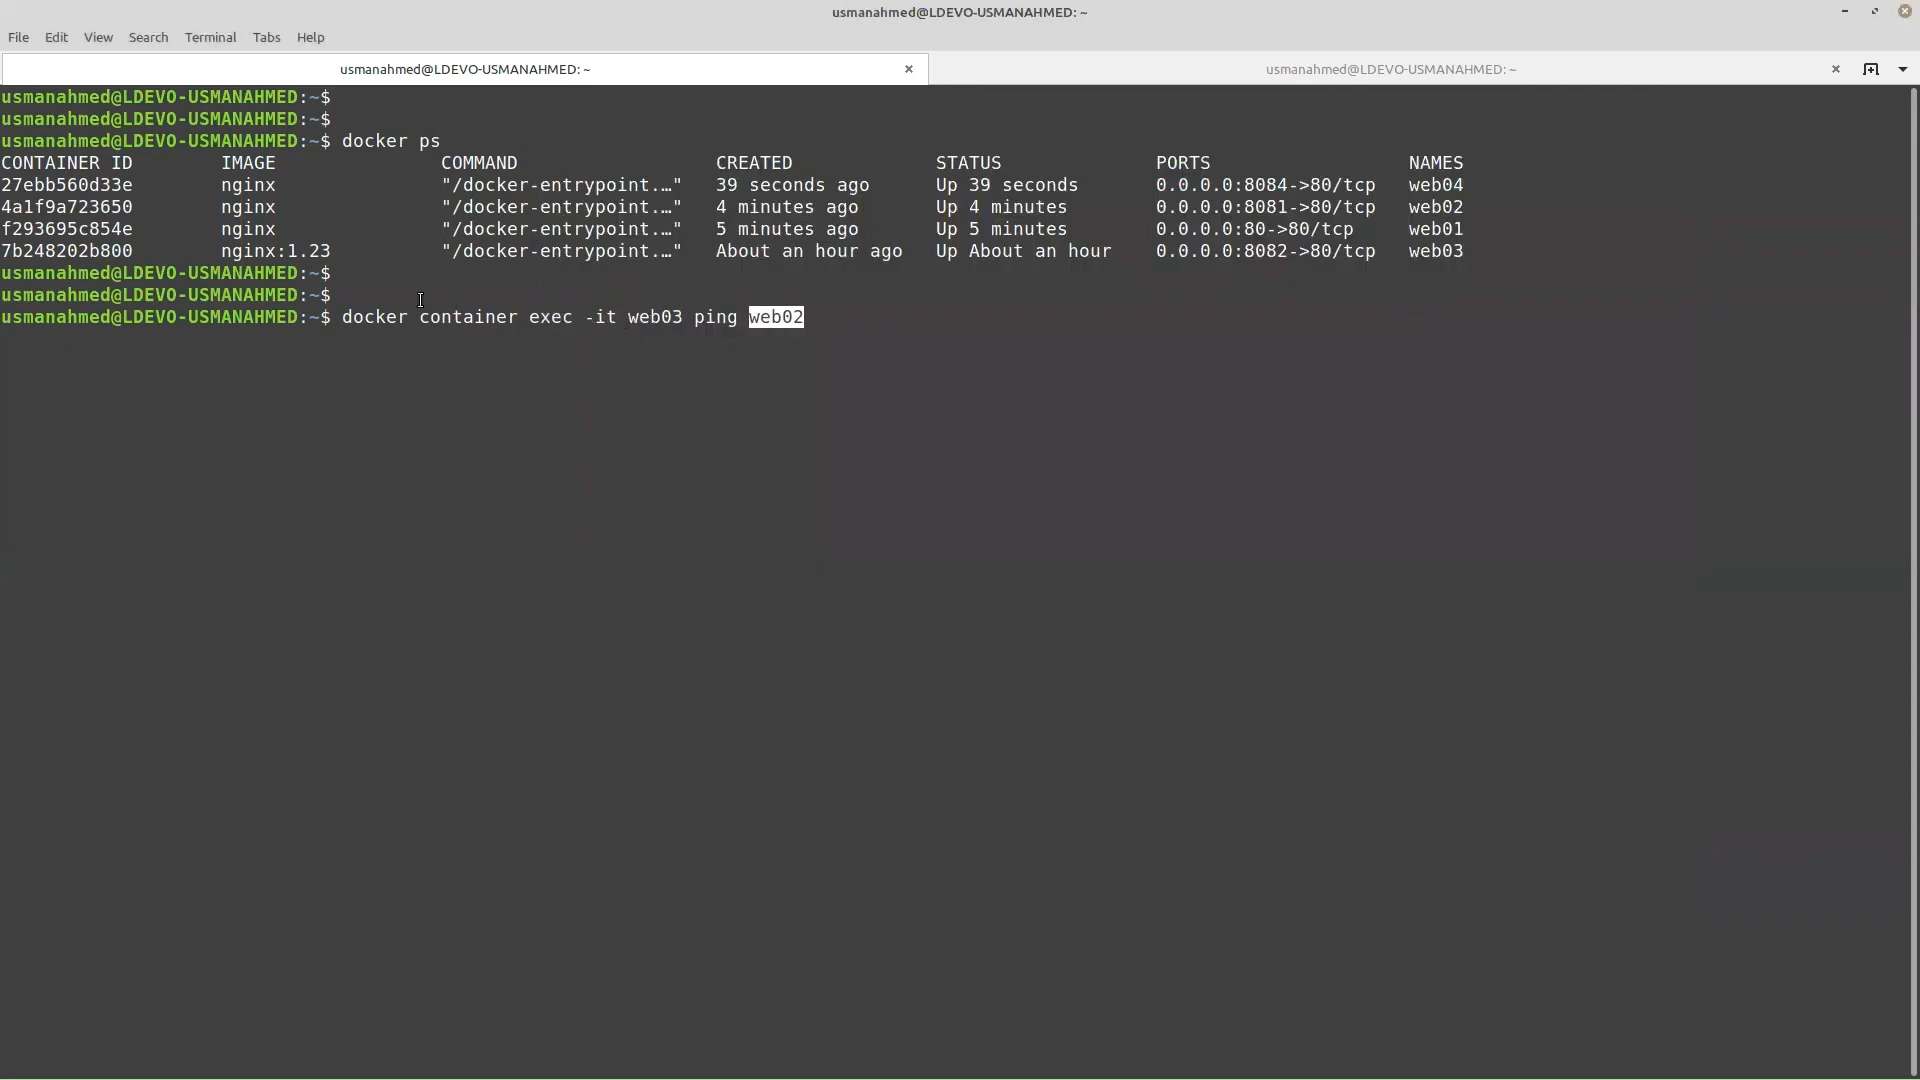 usmanahmed@LDEVO-USMANAHMED: ~
File Edit View Search Terminal Tabs Help
usmanahmed@LDEVO-USMANAHMED: ~ usmanahmed@LDEVO-USMANAHMED: ~
usmanahmed@LDEVO-USMANAHMED:~$
usmanahmed@LDEVO-USMANAHMED:~$
usmanahmed@LDEVO-USMANAHMED:~$ docker ps
CONTAINER ID IMAGE COMMAND CREATED STATUS PORTS NAMES
27ebb560d33e nginx "/docker-entrypoint.…" 39 seconds ago Up 39 seconds 0.0.0.0:8084->80/tcp web04
4a1f9a723650 nginx "/docker-entrypoint.…" 4 minutes ago Up 4 minutes 0.0.0.0:8081->80/tcp web02
f293695c854e nginx "/docker-entrypoint.…" 5 minutes ago Up 5 minutes 0.0.0.0:80->80/tcp web01
7b248202b800 nginx:1.23 "/docker-entrypoint.…" About an hour ago Up About an hour 0.0.0.0:8082->80/tcp web03
usmanahmed@LDEVO-USMANAHMED:~$
usmanahmed@LDEVO-USMANAHMED:~$
usmanahmed@LDEVO-USMANAHMED:~$ docker container exec -it web03 ping web02